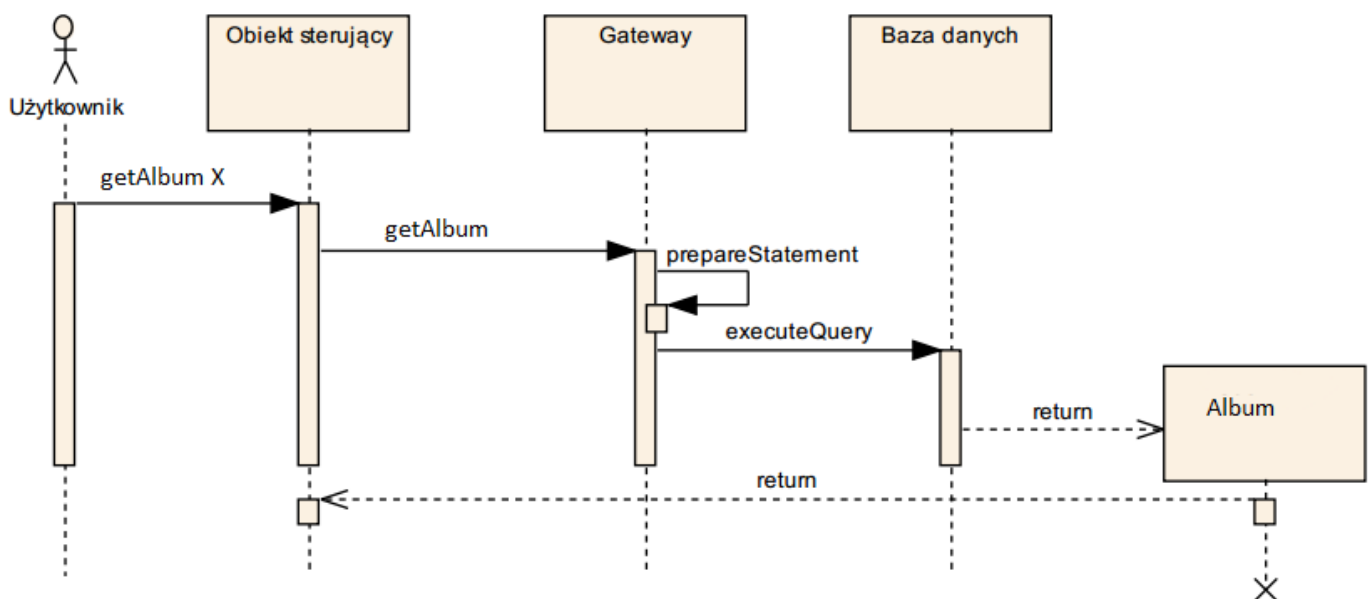 Obiekt sterujący
Gateway
Baza danych
Użytkownik
getAlbum X
getAlbum
prepareStatement
executeQuery
return
Album
return